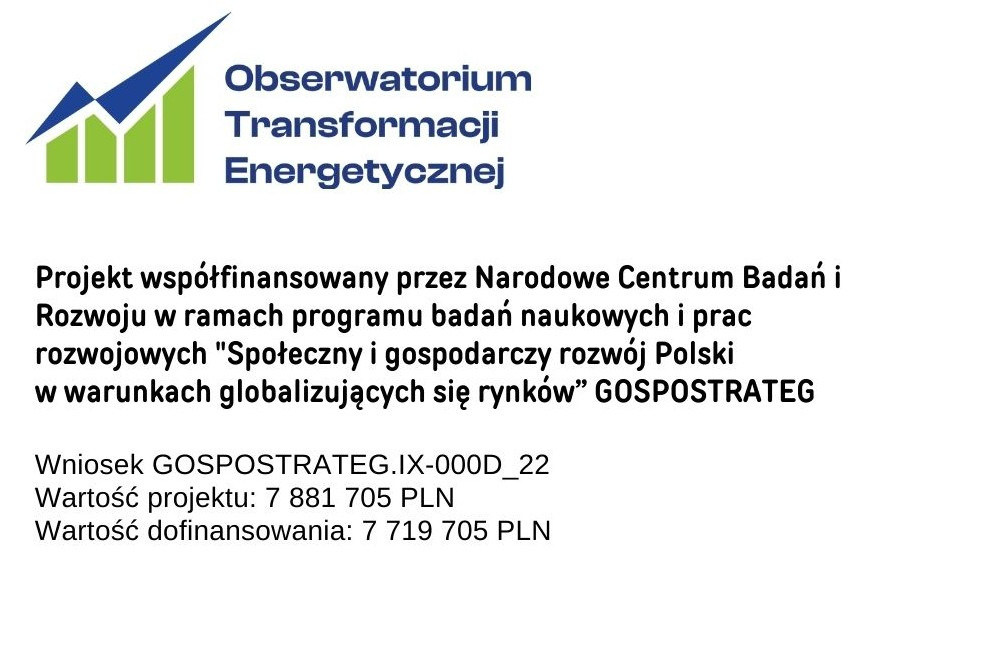 Obserwatorium
Transformacji
Energetycznej
Projekt współfinansowany przez Narodowe Centrum Badań i
Rozwoju w ramach programu badań naukowych i prac
rozwojowych "Społeczny i gospodarczy rozwój Polski
w warunkach globalizujących się rynków” GOSPOSTRATEG
Wniosek GOSPOSTRATEG.IX-000D_22
Wartość projektu: 7 881 705 PLN
Wartość dofinansowania: 7 719 705 PLN